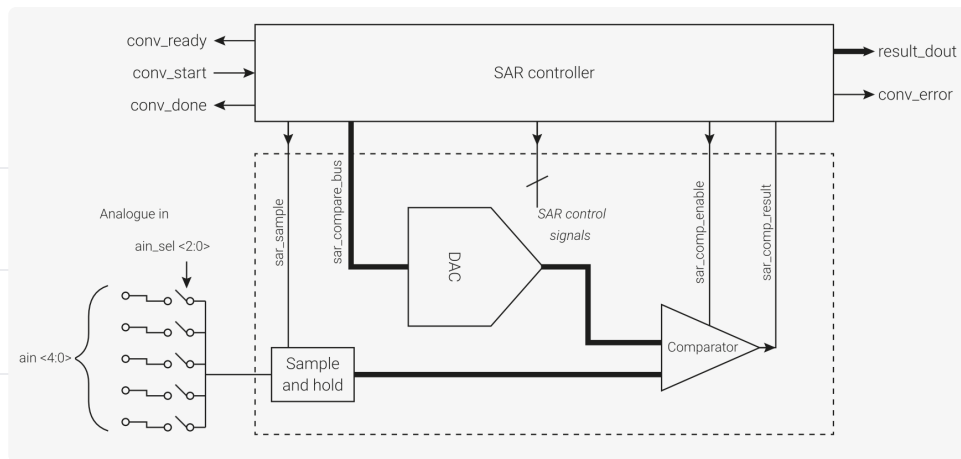 conv_ready
conv_start
conv_done
SAR controller
result_dout
conv_error
sar_sample
sar_compare_bus
SAR control
signals
sar_comp_enable
sar_comp_result
Analogue in
ain_sel <2:0>
DAC
ain <4:0>
Sample
and hold
Comparator